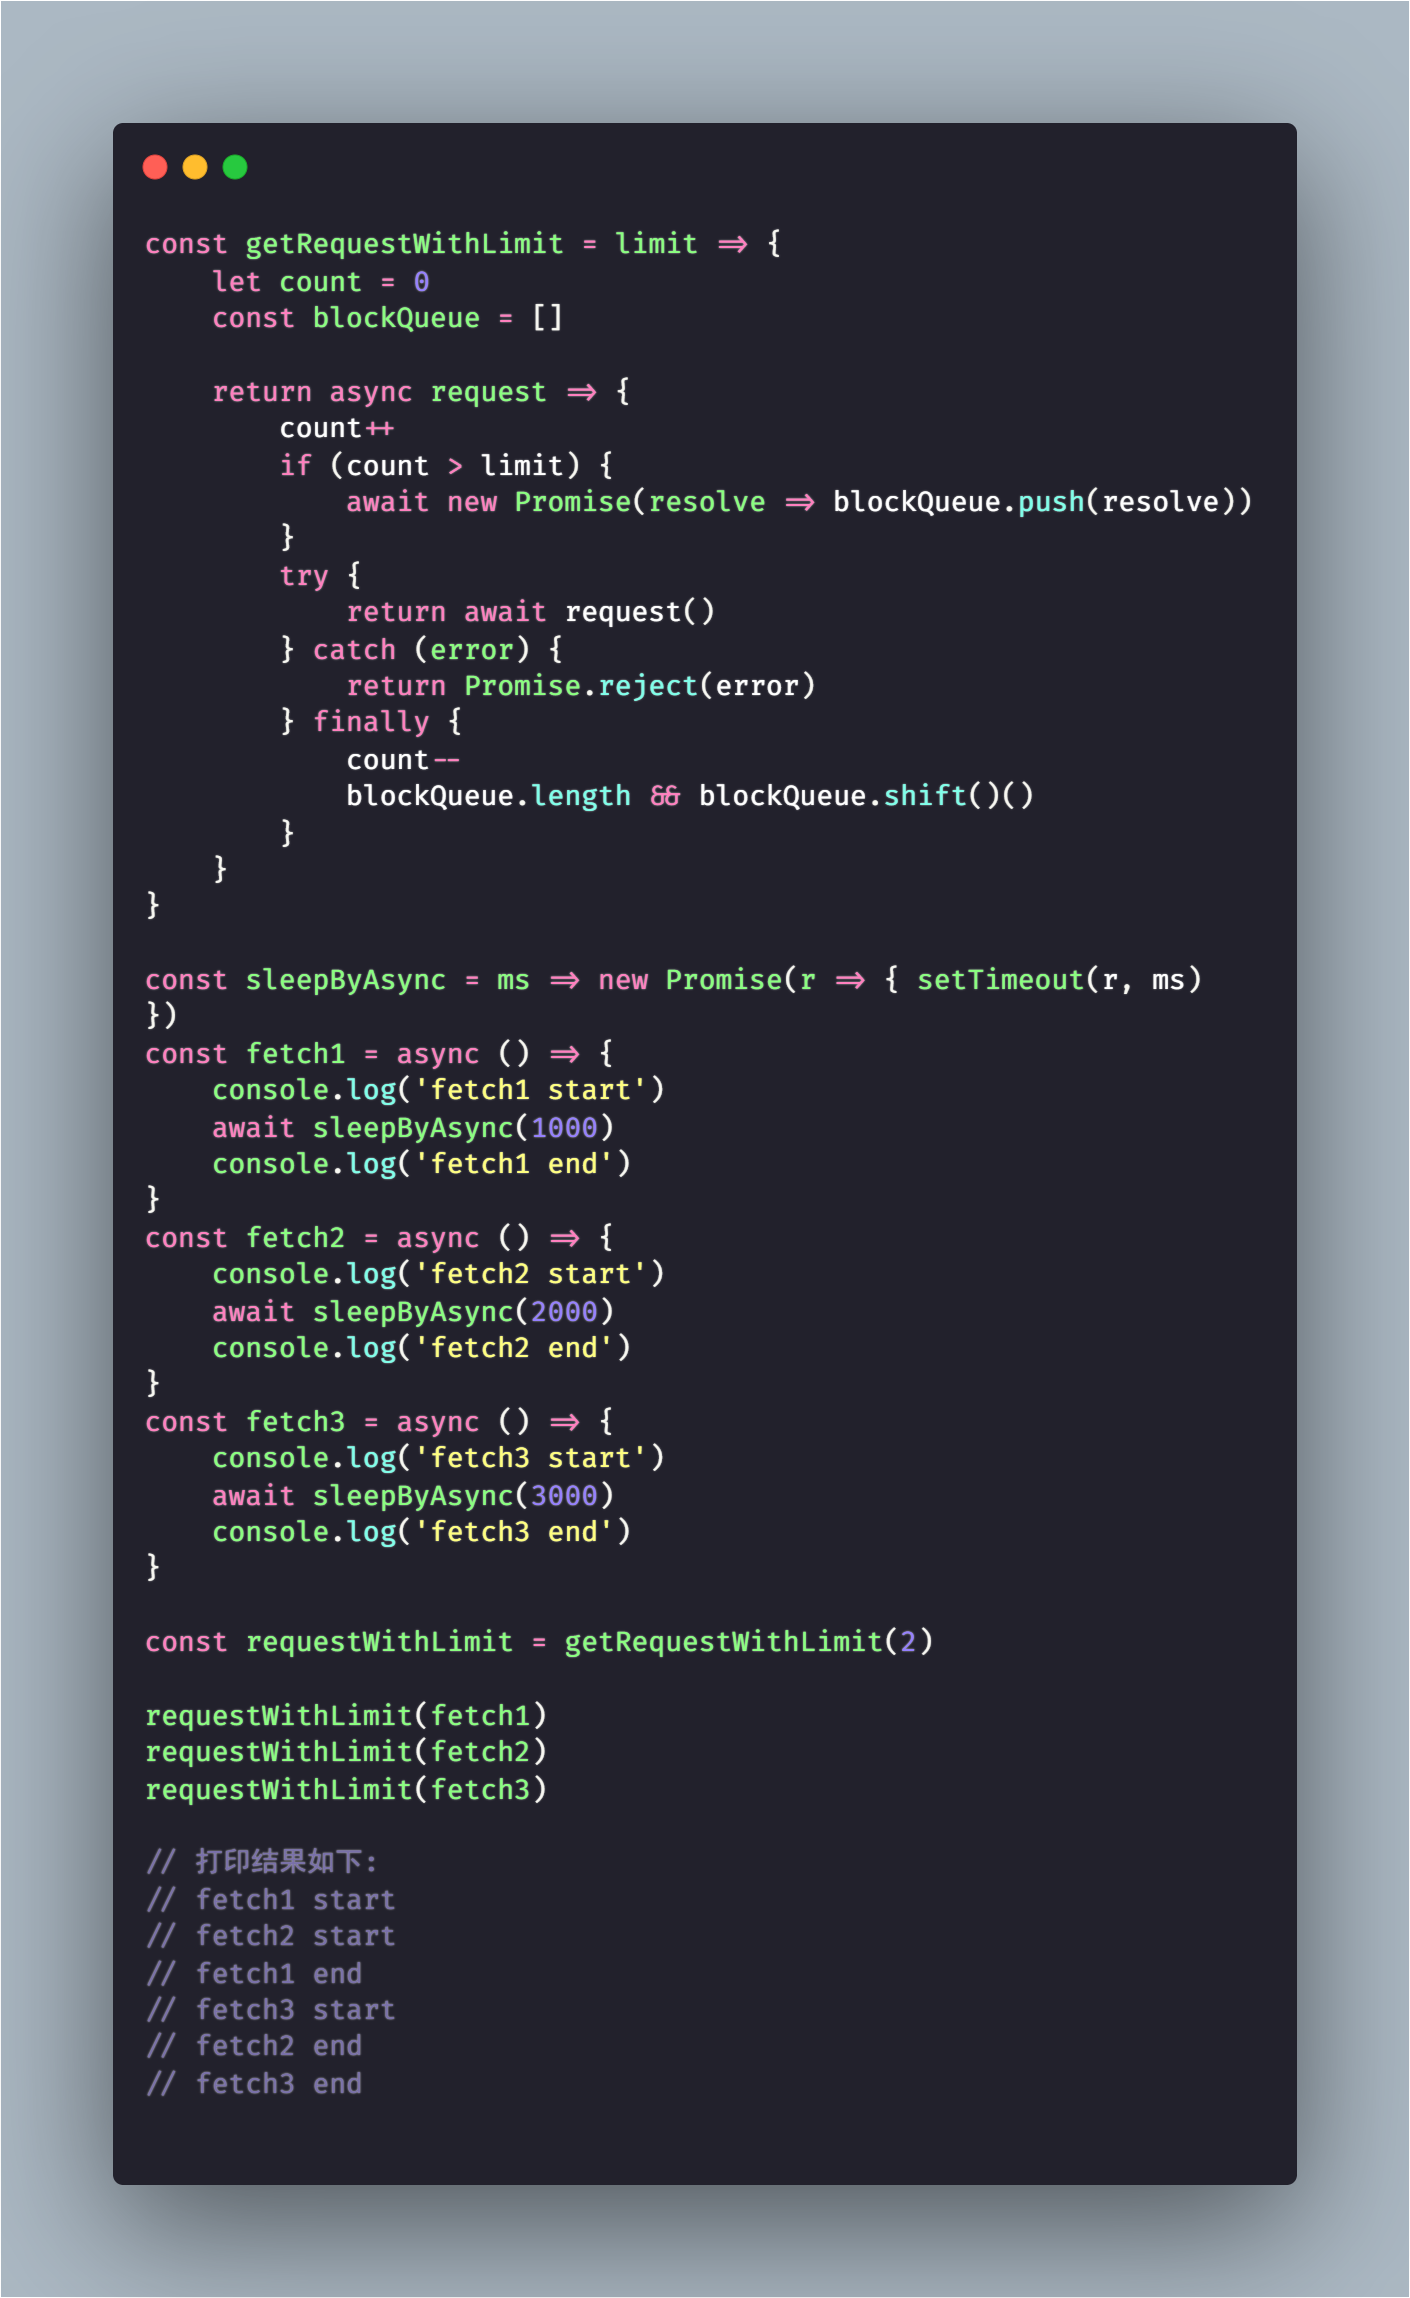 const getRequestWithLimit = limit => {
    let count = 0
    const blockQueue = []

    return async request => {
        count++
        if (count > limit) {
            await new Promise(resolve => blockQueue.push(resolve))
        }
        try {
            return await request()
        } catch (error) {
            return Promise.reject(error)
        } finally {
            count--
            blockQueue.length && blockQueue.shift()()
        }
    }
}

const sleepByAsync = ms => new Promise(r => { setTimeout(r, ms)
})
const fetch1 = async () => {
    console.log('fetch1 start')
    await sleepByAsync(1000)
    console.log('fetch1 end')
}
const fetch2 = async () => {
    console.log('fetch2 start')
    await sleepByAsync(2000)
    console.log('fetch2 end')
}
const fetch3 = async () => {
    console.log('fetch3 start')
    await sleepByAsync(3000)
    console.log('fetch3 end')
}

const requestWithLimit = getRequestWithLimit(2)

requestWithLimit(fetch1)
requestWithLimit(fetch2)
requestWithLimit(fetch3)

// 打印结果如下:
// fetch1 start
// fetch2 start
// fetch1 end
// fetch3 start
// fetch2 end
// fetch3 end